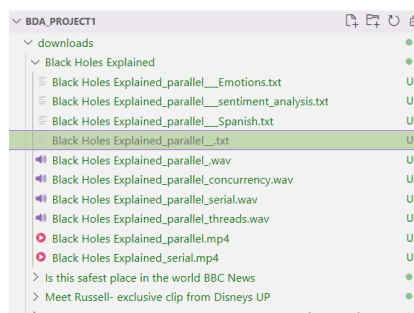 BDA_PROJECT1
downloads
Black Holes Explained
Black Holes Explained_parallel___Emotions.txt U
Black Holes Explained_parallel___sentiment_analysis.txt U
Black Holes Explained_parallel___Spanish.txt U
Black Holes Explained_parallel__.txt U
Black Holes Explained_parallel_.wav U
Black Holes Explained_parallel_concurrency.wav U
Black Holes Explained_parallel_serial.wav U
Black Holes Explained_parallel_threads.wav U
Black Holes Explained_parallel.mp4 U
Black Holes Explained_serial.mp4 U
Is this safest place in the world BBC News
Meet Russell- exclusive clip from Disneys UP